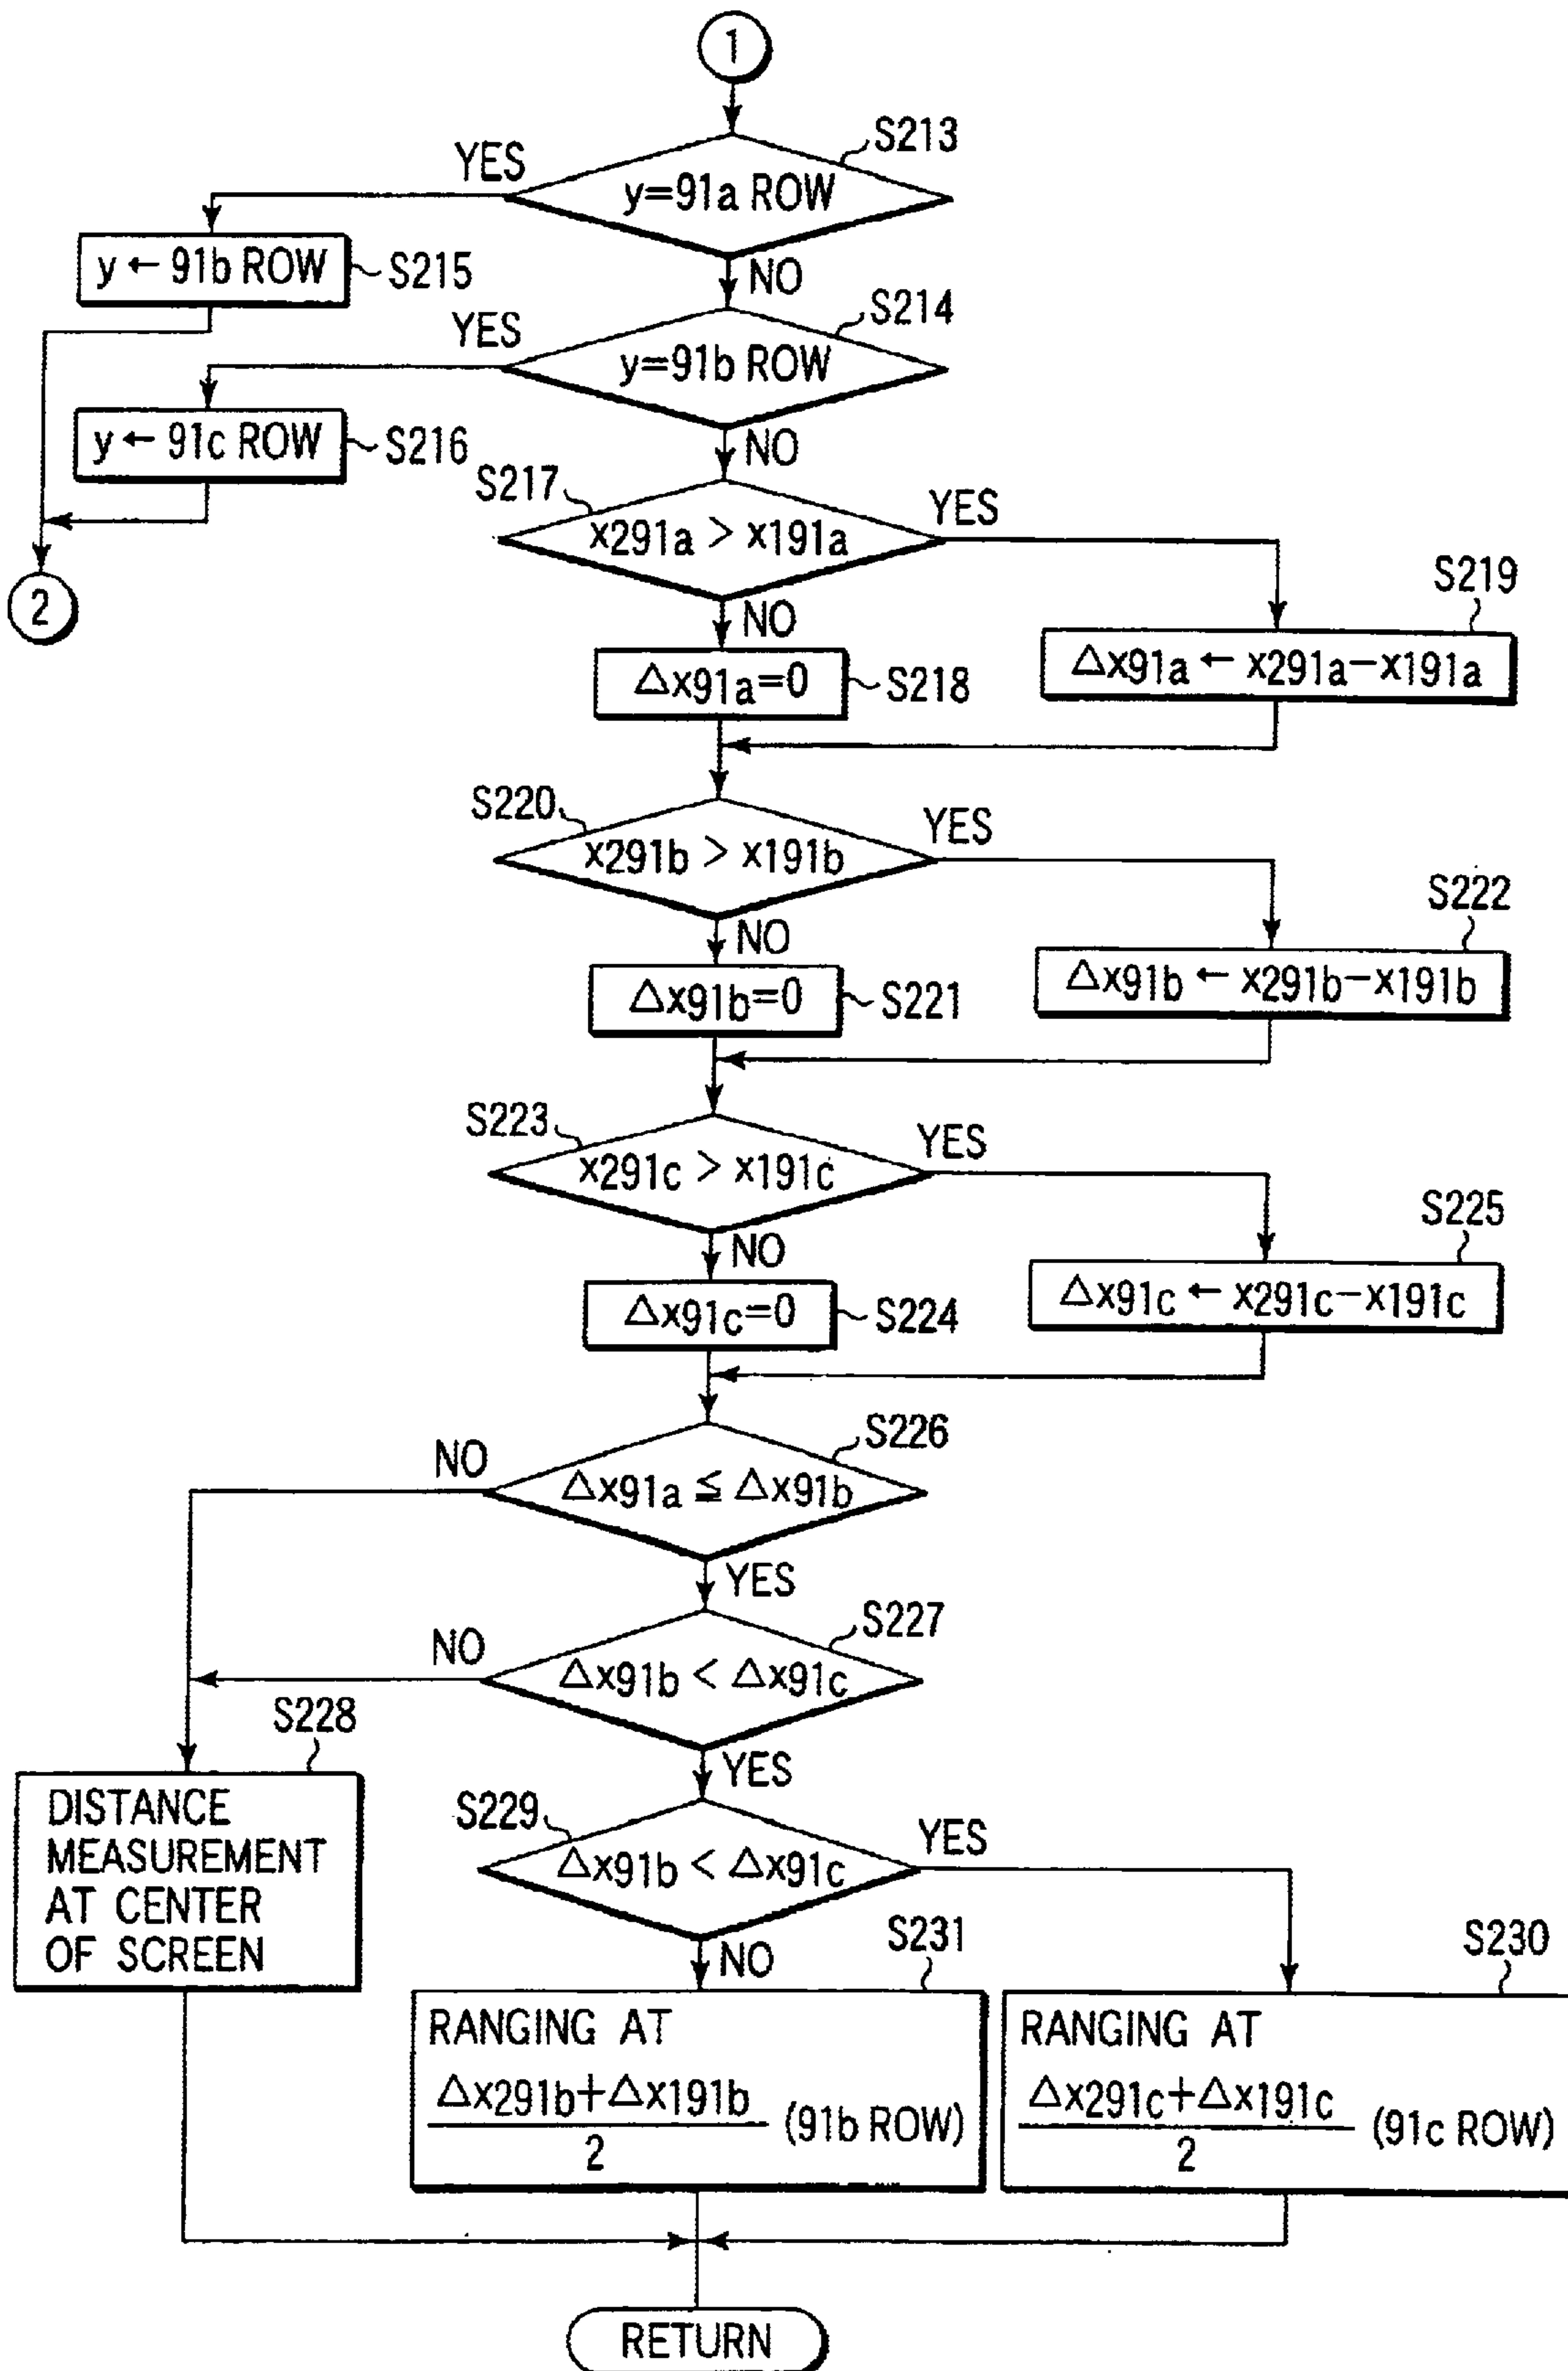 1
S213
YES
y=91a ROW
y ← 91b ROW
S215
NO
S214
YES
y=91b ROW
y ← 91c ROW
S216
NO
S217
x291a > x191a
YES
2
NO
S219
Δx91a=0
S218
Δx91a ← x291a−x191a
S220
x291b > x191b
YES
NO
S222
Δx91b=0
S221
Δx91b ← x291b−x191b
S223
x291c > x191c
YES
NO
S225
Δx91c=0
S224
Δx91c ← x291c−x191c
S226
NO
Δx91a ≦ Δx91b
YES
S227
NO
Δx91b < Δx91c
S228
YES
DISTANCE
MEASUREMENT
AT CENTER
OF SCREEN
S229
Δx91b < Δx91c
YES
NO
S231
S230
RANGING AT
Δx291b+Δx191b
2
(91b ROW)
RANGING AT
Δx291c+Δx191c
2
(91c ROW)
RETURN